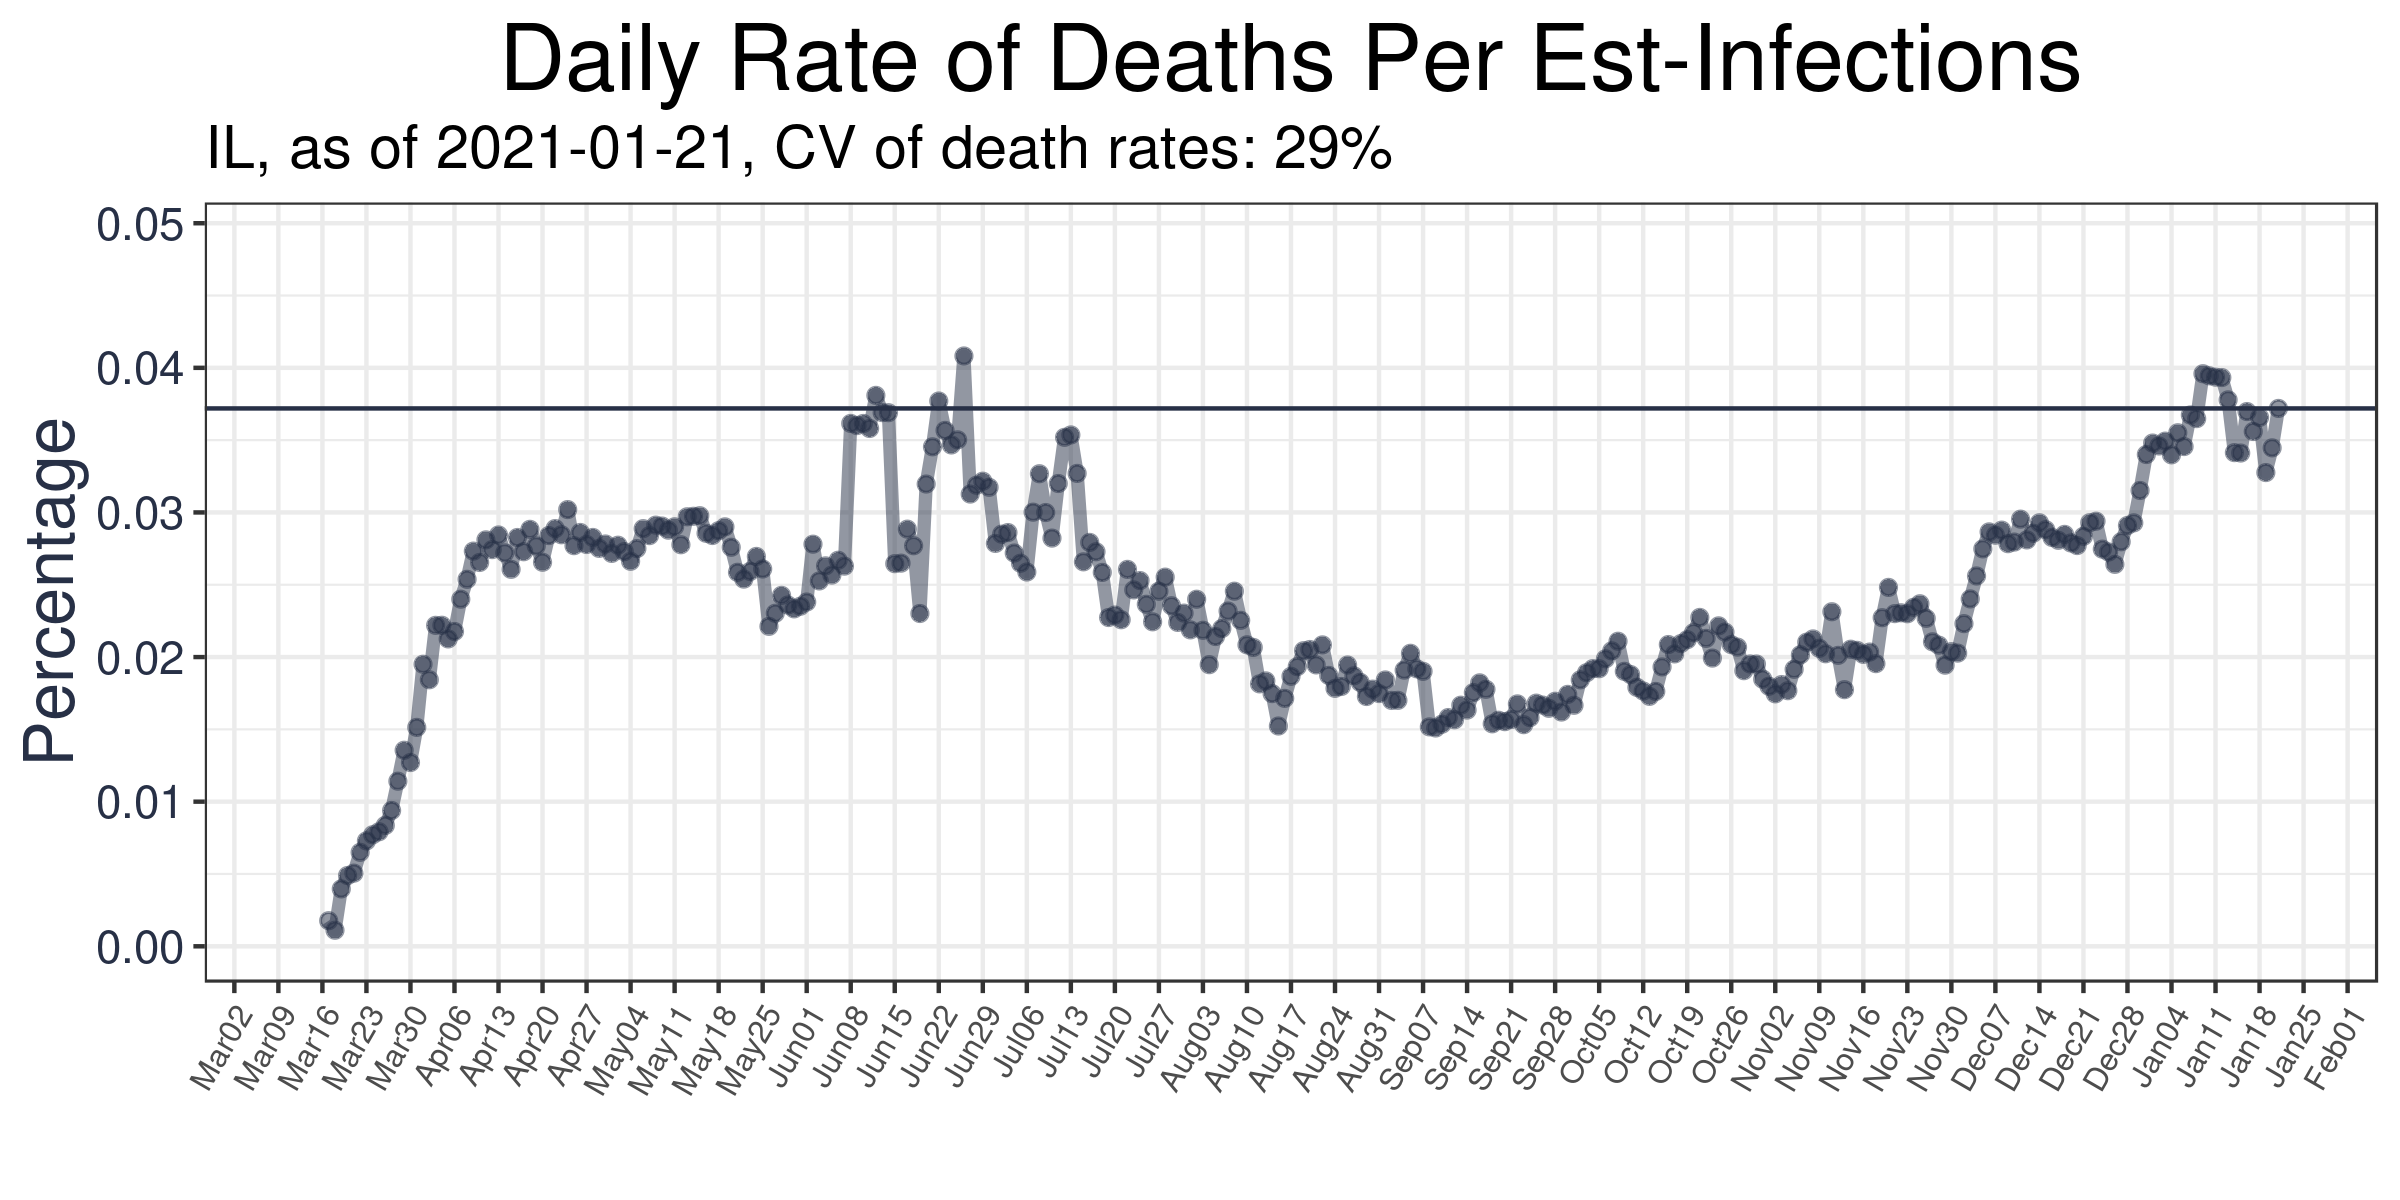 Daily Rate of Deaths Per Est-Infections
IL, as of 2021-01-21, CV of death rates: 29%
Percentage
0.05
0.04
0.03
0.02
0.01
0.00
Mar02
Mar09
Mar16
Mar23
Mar30
Apr06
Apr13
Apr20
Apr27
May04
May11
May18
May25
Jun01
Jun08
Jun15
Jun22
Jun29
Jul06
Jul13
Jul20
Jul27
Aug03
Aug10
Aug17
Aug24
Aug31
Sep07
Sep14
Sep21
Sep28
Oct05
Oct12
Oct19
Oct26
Nov02
Nov09
Nov16
Nov23
Nov30
Dec07
Dec14
Dec21
Dec28
Jan04
Jan11
Jan18
Jan25
Feb01